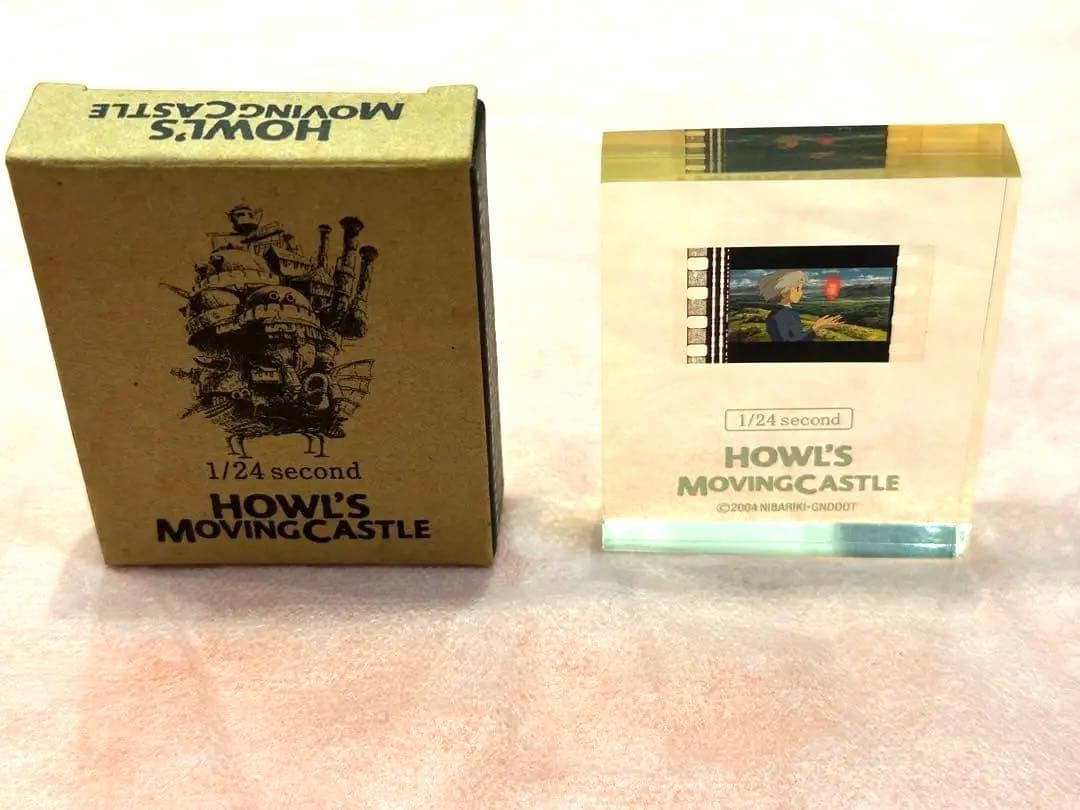 HOWL'S
MOVINGCASTLE
1/24 second
HOWL'S
MOVINGCASTLE
1/24 second
HOWL'S
MOVINGCASTLE
©2004 NIBARIKI-GNDDDT